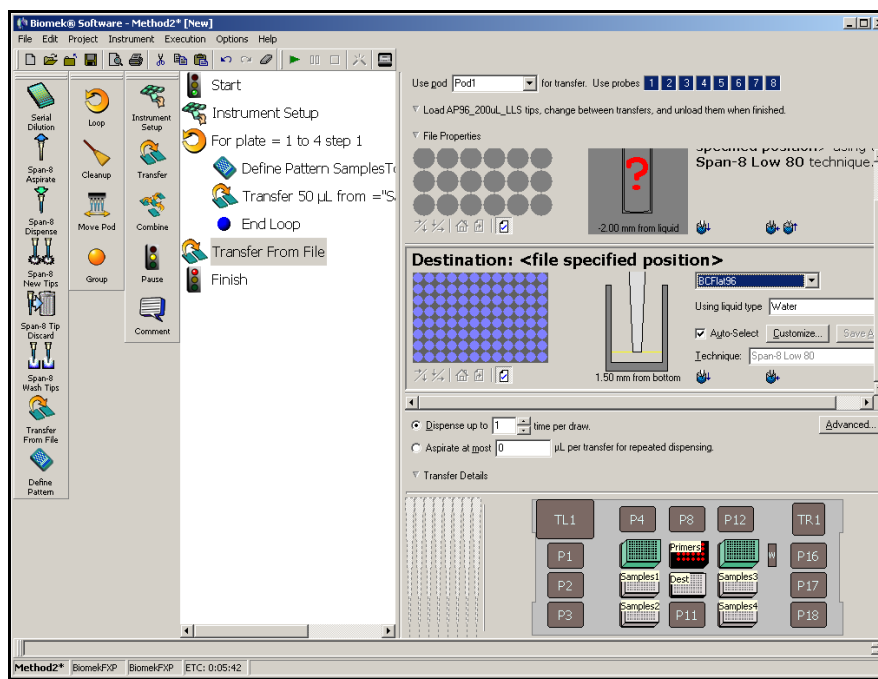 Biomek® Software - Method2* [New]
File Edit Project Instrument Execution Options Help
Serial
Dilution
Span-8
Aspirate
Span-8
Dispense
Span-8
New Tips
Span-8 Tip
Discard
Span-8
Wash Tips
Transfer
From File
Define
Pattern
Loop
Cleanup
Move Pod
Group
Instrument
Setup
Transfer
Combine
Pause
Comment
Start
Instrument Setup
For plate = 1 to 4 step 1
Define Pattern SamplesTo
Transfer 50 µL from ="Sa
End Loop
Transfer From File
Finish
Use pod Pod1 for transfer. Use probes 1 2 3 4 5 6 7 8
Load AP96_200uL_LLS tips, change between transfers, and unload them when finished.
File Properties
specified position> using
Span-8 Low 80 technique.
?
-2.00 mm from liquid
Destination: <file specified position>
BCFlat96
Using liquid type Water
Auto-Select Customize... Save A
Technique: Span-8 Low 80
1.50 mm from bottom
Dispense up to 1 time per draw. Advanced...
Aspirate at most 0 µL per transfer for repeated dispensing.
Transfer Details
TL1 P4 P8 P12 TR1
P1 Primers W P16
P2 Samples1 Dest Samples3 P17
P3 Samples2 P11 Samples4 P18
Method2* BiomekFXP BiomekFXP ETC: 0:05:42